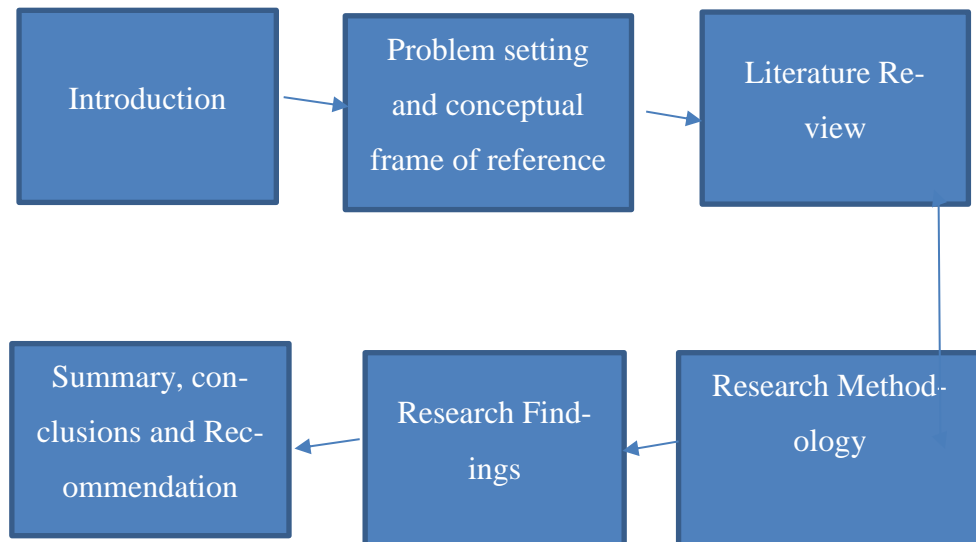 Introduction
Problem setting
and conceptual
frame of reference
Literature Re-
view
Research Method-
ology
Research Find-
ings
Summary, con-
clusions and Rec-
ommendation